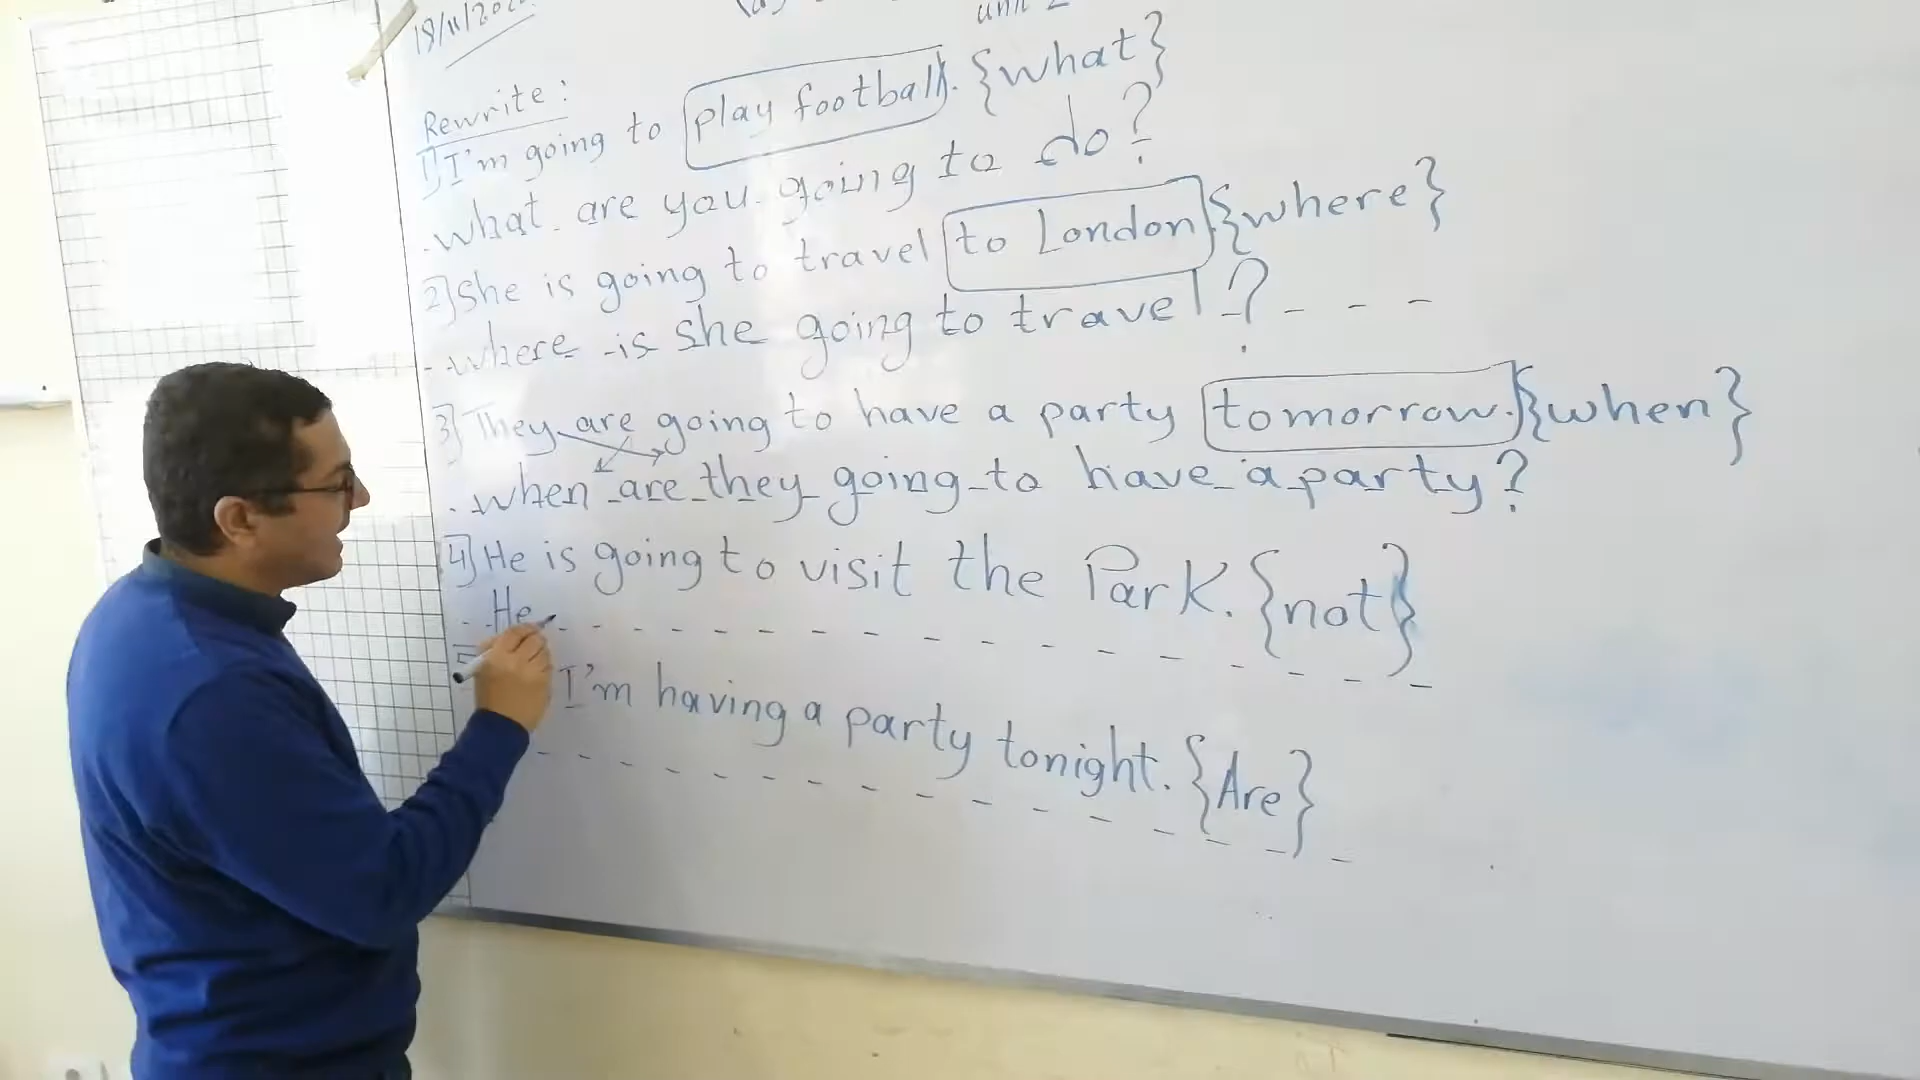 unit 2
Rewrite:
1) I'm going to play football. {what}
what are you going to do?
2) She is going to travel to London. {where}
where is she going to travel?
3) They are going to have a party tomorrow. {when}
when are they going to have a party?
4) He is going to visit the Park. {not}
He
5 I'm having a party tonight. {Are}